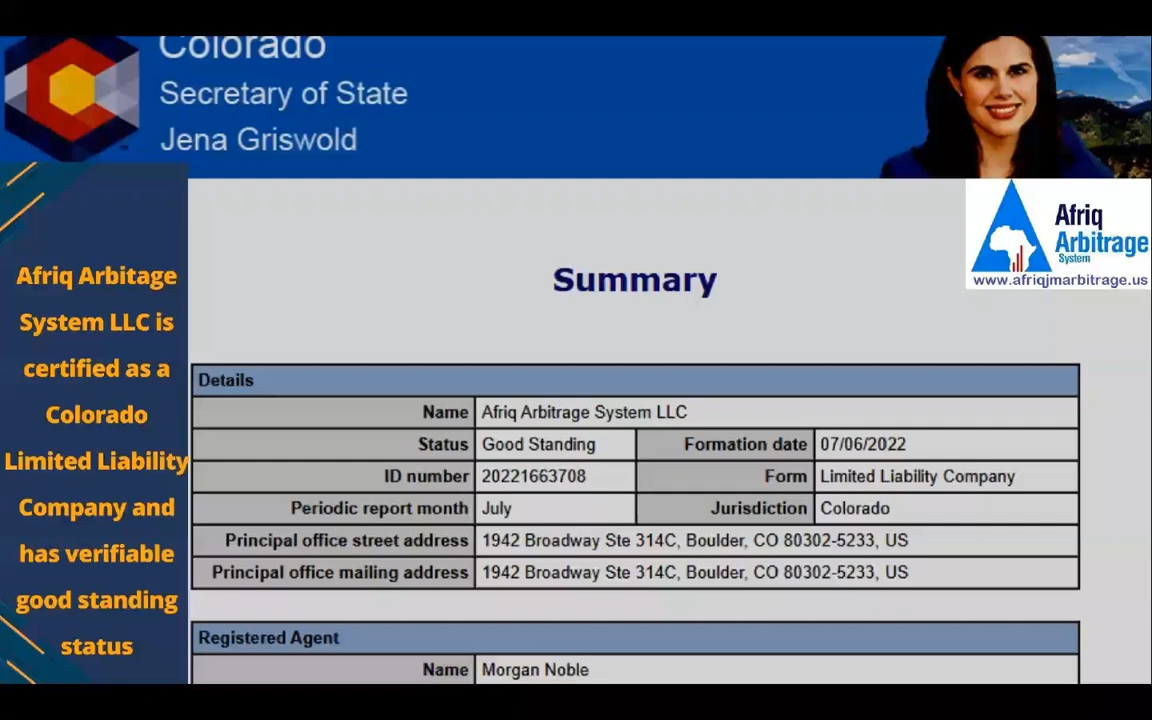 Colorado
Secretary of State
Jena Griswold
Afriq
Arbitrage
System
www.afriqjmarbitrage.us
Afriq Arbitage
System LLC is
certified as a
Colorado
Limited Liability
Company and
has verifiable
good standing
status
Summary
Details
Name Afriq Arbitrage System LLC
Status Good Standing Formation date 07/06/2022
ID number 20221663708 Form Limited Liability Company
Periodic report month July Jurisdiction Colorado
Principal office street address 1942 Broadway Ste 314C, Boulder, CO 80302-5233, US
Principal office mailing address 1942 Broadway Ste 314C, Boulder, CO 80302-5233, US
Registered Agent
Name Morgan Noble